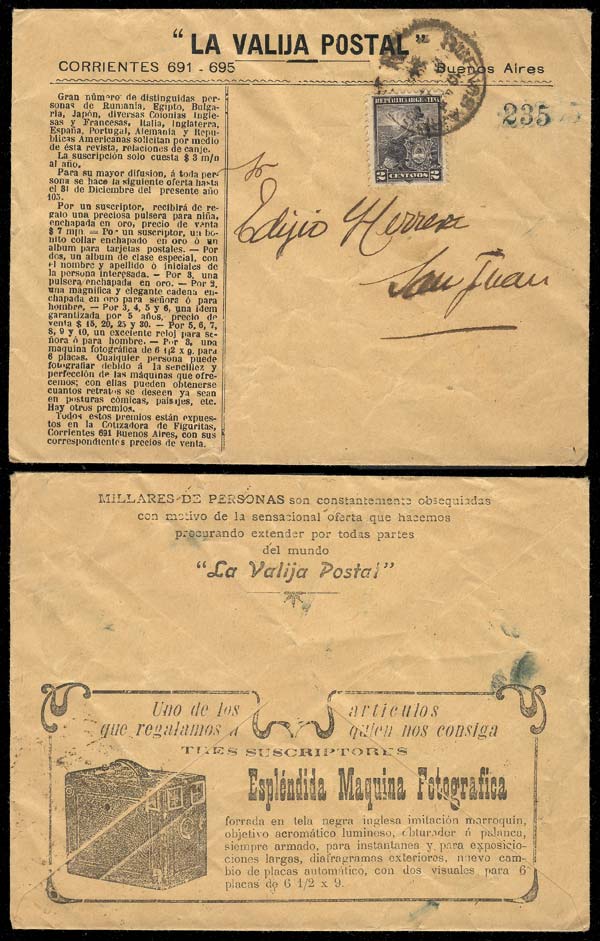 "LA VALIJA POSTAL"
CORRIENTES 691 - 695 Buenos Aires
Gran número de distinguidas per-
sonas de Rumania, Egipto, Bulga-
ria, Japón, diversas Colonias Ingle-
sas y Francesas, Italia, Inglaterra,
España, Portugal, Alemania y Repúb-
licas Americanas solicitan por medio
de ésta revista, relaciones de canje.
La suscripción solo cuesta $ 3 m/n
al año.
Para su mayor difusion, á toda per-
sona se hace la siguiente oferta hasta
el 31 de Diciembre del presente año
105.
Por un suscriptor, recibirá de re-
galo una preciosa pulsera para niña,
enchapada en oro, precio de venta
$ 7 m/n = Por un suscriptor, un bo-
nito collar enchapado en oro ó un
album para tarjetas postales. — Por
dos, un album de clase especial, con
el nombre y apellido ó iniciales de
la persona interesada. — Por 3, una
pulsera enchapada en oro. — Por 2,
una magnífica y elegante cadena en-
chapada en oro para señora ó para
hombre. — Por 3, 4, 5 y 6, una idem
garantizada por 5 años, precio de
venta $ 15, 20, 25 y 30. — Por 5, 6, 7,
8, 9 y 10, un excelente reloj para se-
ñora ó para hombre. — Por 3, una
maquina fotográfica de 6 1/2 x 9. para
6 placas. Cualquier persona puede
fotografiar debido á la sencillez y
perfección de las máquinas que ofre-
cemos; con ellas pueden obtenerse
cuantos retratos se deseen ya sean
en posturas cómicas, paisajes, etc.
Hay otros premios.
Todos estos premios están expues-
tos en la Cotizadora de Figuritas,
Corrientes 691 Buenos Aires, con sus
correspondientes precios de venta.
BUENOS A
235
REPUBLICA ARGENTINA
2 CENTAVOS 2
Edijio Herrera
San Juan
MILLARES DE PERSONAS son constantemente obsequiadas
con motivo de la sensacional oferta que hacemos
procurando extender por todas partes
del mundo
"La Valija Postal"
Uno de los articulos
que regalamos á quien nos consiga
TRES SUSCRIPTORES
Espléndida Maquina Fotografica
forrada en tela negra inglesa imitación marroquin,
objetivo acromático luminoso, obturador á palanca,
siempre armado, para instantanea y para exposicio-
ciones largas, diafragramas exteriores, nuevo cam-
bio de placas automático, con dos visuales para 6
placas de 6 1/2 x 9.